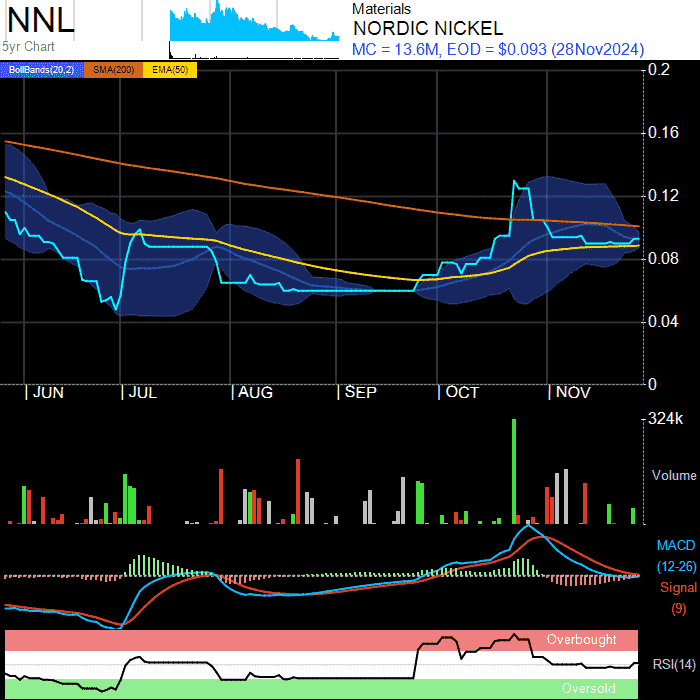 NNL
5yr Chart
Materials
NORDIC NICKEL
MC = 13.6M, EOD = $0.093 (28Nov2024)
BollBands(20,2) SMA(200) EMA(50)
0.2
0.16
0.12
0.08
0.04
0
JUN JUL AUG SEP OCT NOV
324k
Volume
MACD
(12-26)
Signal
(9)
Overbought
RSI(14)
Oversold